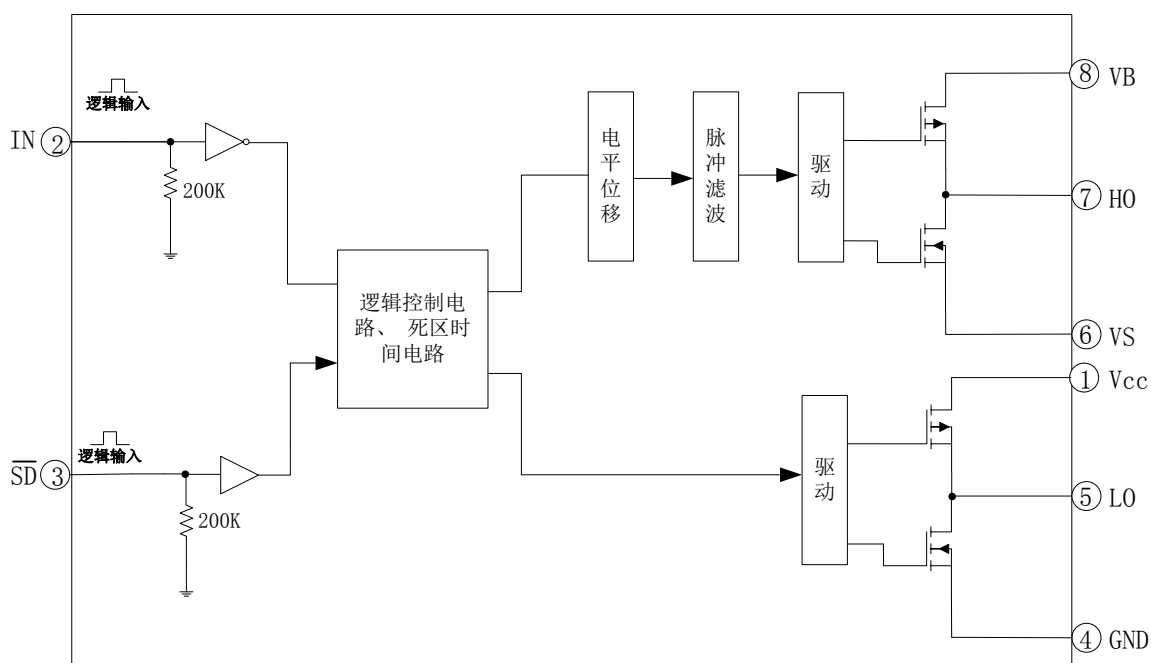 逻辑输入
IN ②
200K
逻辑控制电
路、 死区时
间电路
逻辑输入
SD ③
200K
电平位移
脉冲滤波
驱动
⑧ VB
⑦ HO
⑥ VS
驱动
① Vcc
⑤ LO
④ GND